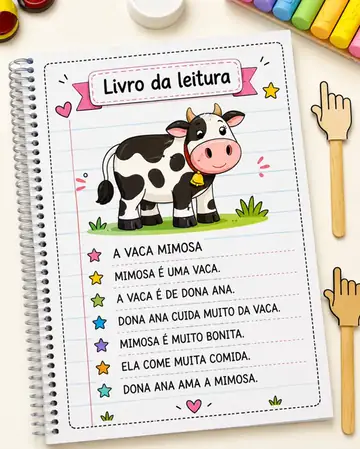 Livro da leitura
A VACA MIMOSA
MIMOSA É UMA VACA.
A VACA É DE DONA ANA.
DONA ANA CUIDA MUITO DA VACA.
MIMOSA É MUITO BONITA.
ELA COME MUITA COMIDA.
DONA ANA AMA A MIMOSA.